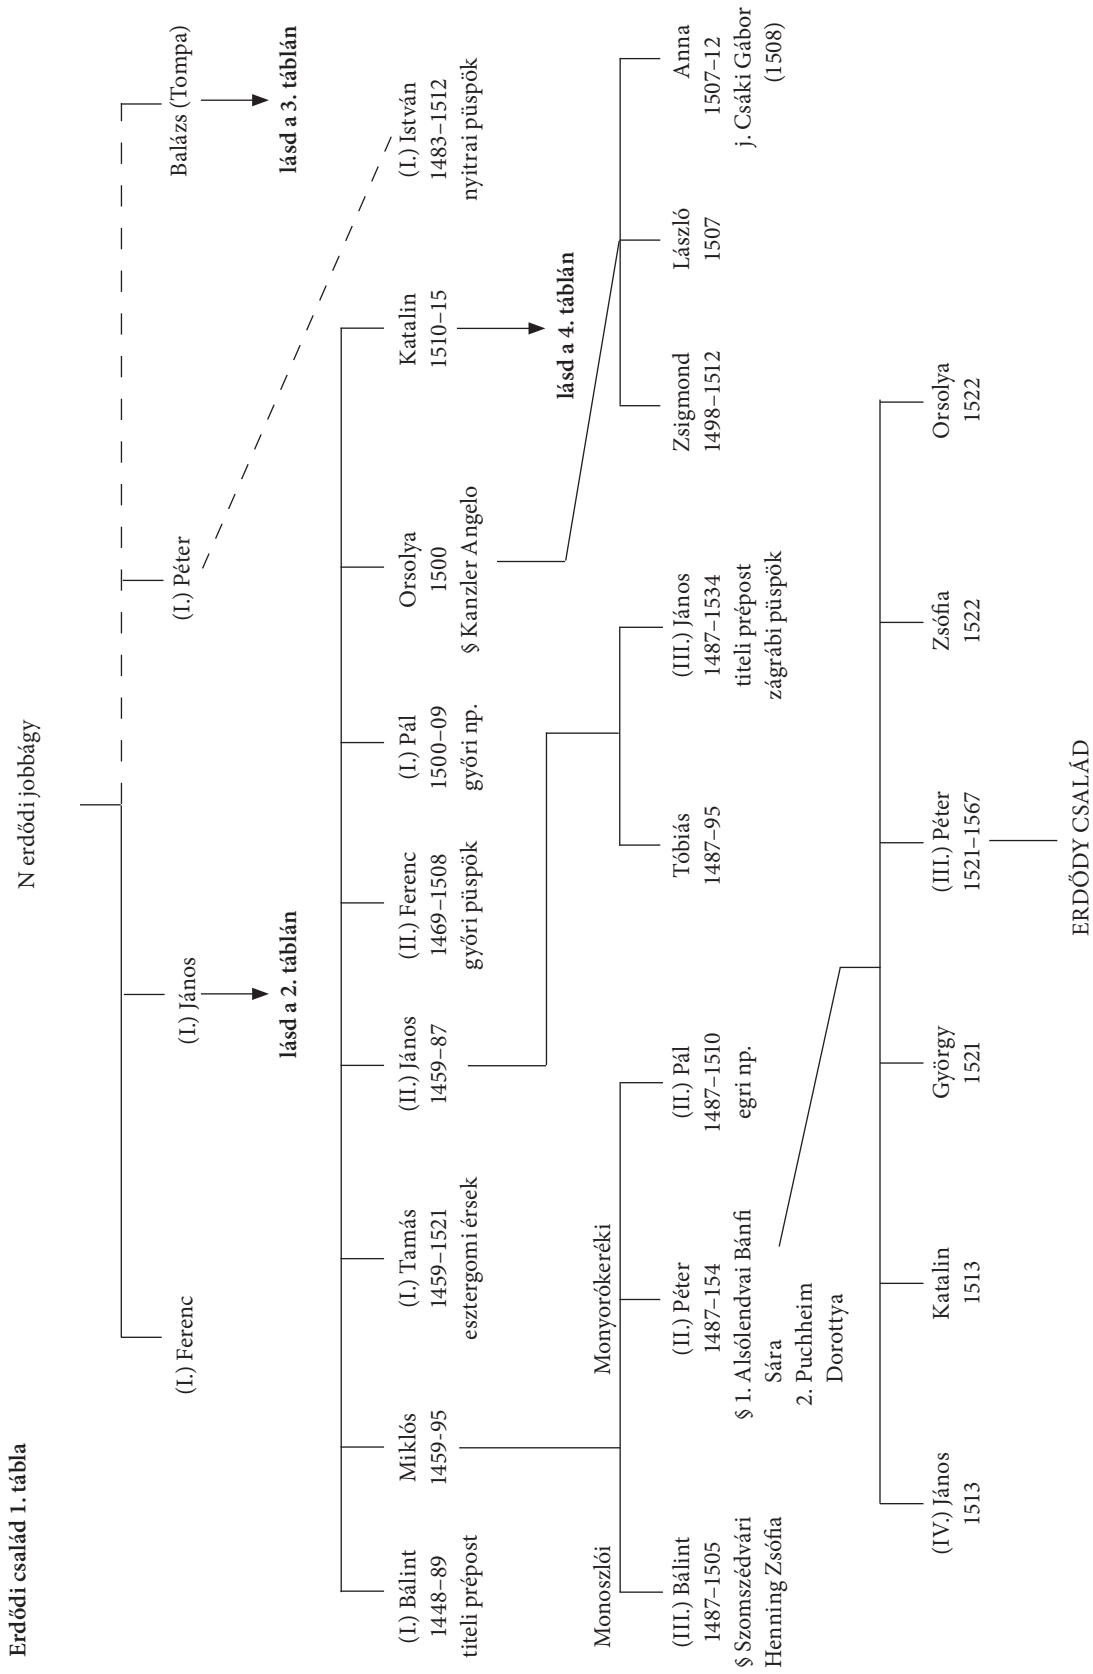 Erdődi család 1. tábla
N erdődi jobbágy
(I.) Ferenc
(I.) János
lásd a 2. táblán
(I.) Péter
Balázs (Tompa)
lásd a 3. táblán
(I.) Bálint
1448–89
titeli prépost
Miklós
1459-95
(I.) Tamás
1459–1521
esztergomi érsek
(II.) János
1459–87
(II.) Ferenc
1469–1508
győri püspök
(I.) Pál
1500–09
győri np.
Orsolya
1500
§ Kanzler Angelo
Katalin
1510–15
lásd a 4. táblán
(I.) István
1483–1512
nyitrai püspök
Monoszlói
(III.) Bálint
1487–1505
§ Szomszédvári
Henning Zsófia
Monyorókeréki
(II.) Péter
1487–154
§ 1. Alsólendvai Bánfi
Sára
2. Puchheim
Dorottya
(II.) Pál
1487–1510
egri np.
Tóbiás
1487–95
(III.) János
1487–1534
titeli prépost
zágrábi püspök
Zsigmond
1498–1512
László
1507
Anna
1507–12
j. Csáki Gábor
(1508)
(IV.) János
1513
Katalin
1513
György
1521
(III.) Péter
1521–1567
Zsófia
1522
Orsolya
1522
ERDŐDY CSALÁD